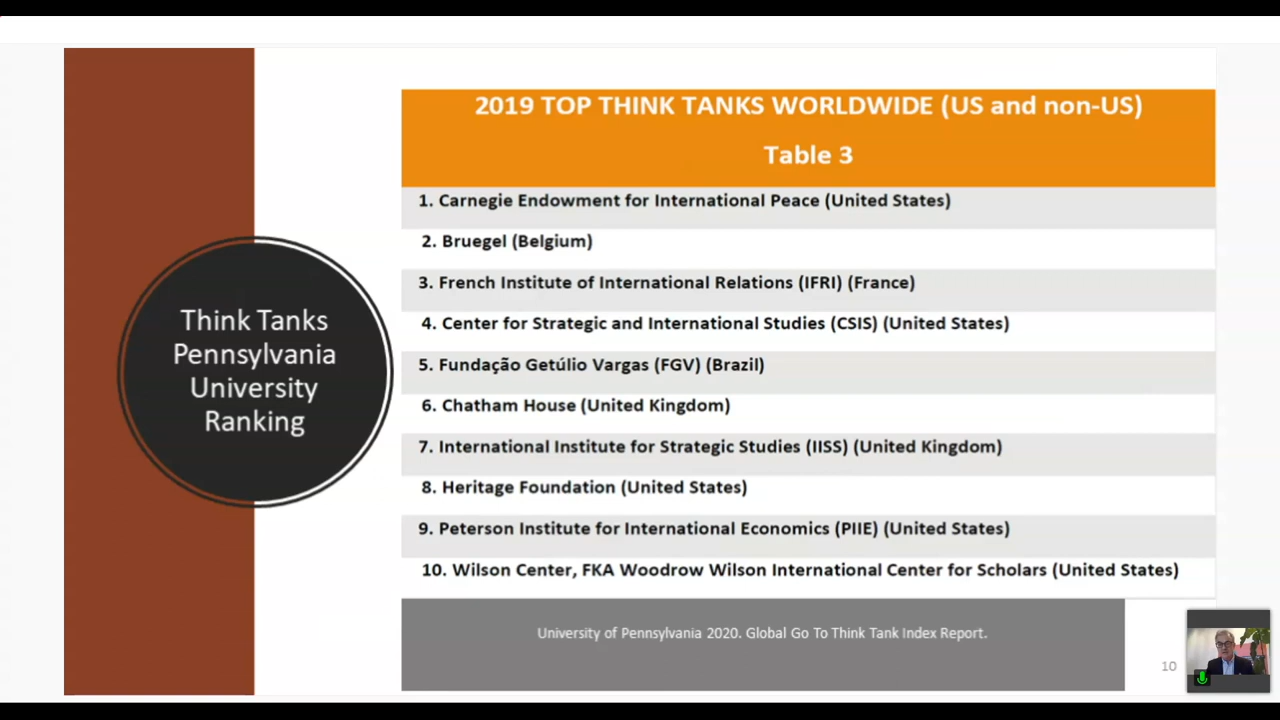 Think Tanks
Pennsylvania
University
Ranking
2019 TOP THINK TANKS WORLDWIDE (US and non-US)
Table 3
1. Carnegie Endowment for International Peace (United States)
2. Bruegel (Belgium)
3. French Institute of International Relations (IFRI) (France)
4. Center for Strategic and International Studies (CSIS) (United States)
5. Fundação Getúlio Vargas (FGV) (Brazil)
6. Chatham House (United Kingdom)
7. International Institute for Strategic Studies (IISS) (United Kingdom)
8. Heritage Foundation (United States)
9. Peterson Institute for International Economics (PIIE) (United States)
10. Wilson Center, FKA Woodrow Wilson International Center for Scholars (United States)
University of Pennsylvania 2020. Global Go To Think Tank Index Report.
10